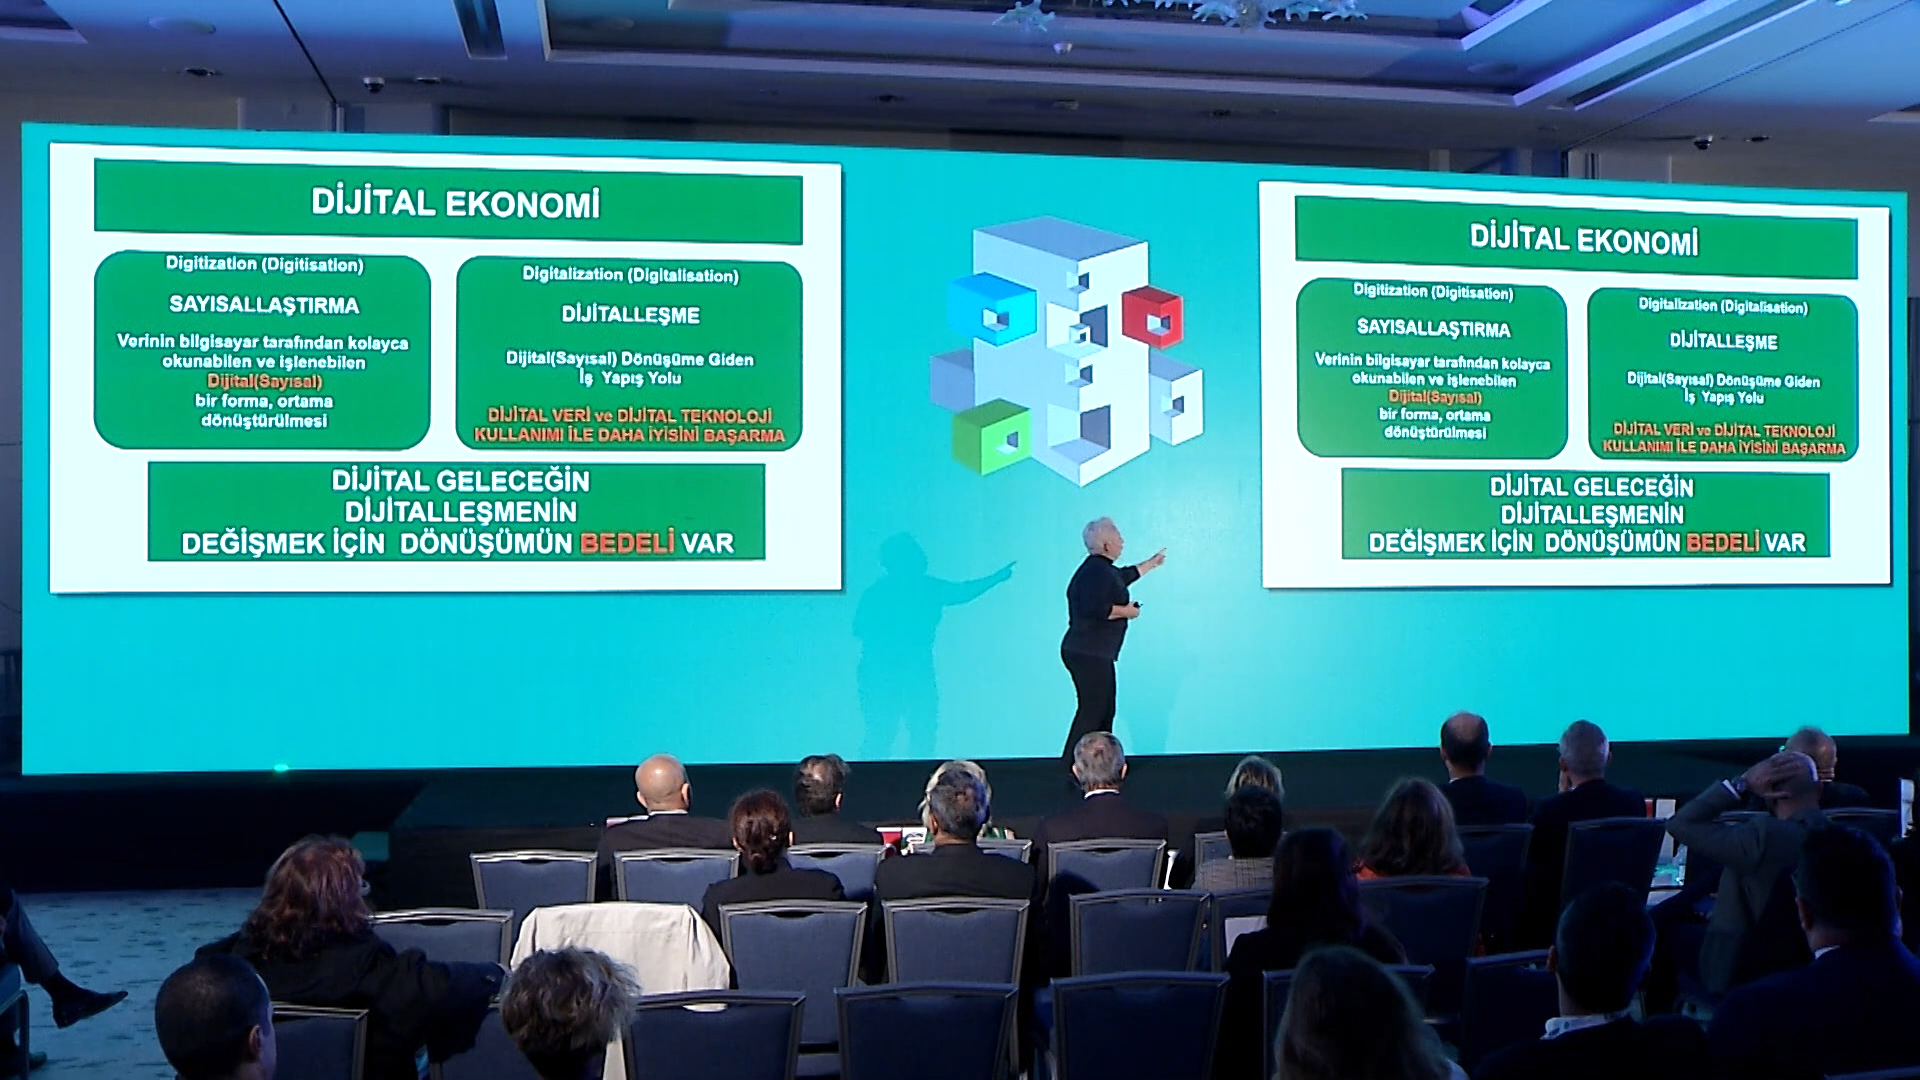 DİJİTAL EKONOMİ
Digitization (Digitisation)
SAYISALLAŞTIRMA
Verinin bilgisayar tarafından kolayca
okunabilen ve işlenebilen
Dijital(Sayısal)
bir forma, ortama
dönüştürülmesi
Digitalization (Digitalisation)
DİJİTALLEŞME
Dijital(Sayısal) Dönüşüme Giden
İş Yapış Yolu
DİJİTAL VERİ ve DİJİTAL TEKNOLOJİ
KULLANIMI İLE DAHA İYİSİNİ BAŞARMA
DİJİTAL GELECEĞİN
DİJİTALLEŞMENİN
DEĞİŞMEK İÇİN DÖNÜŞÜMÜN BEDELİ VAR
DİJİTAL EKONOMİ
Digitization (Digitisation)
SAYISALLAŞTIRMA
Verinin bilgisayar tarafından kolayca
okunabilen ve işlenebilen
Dijital(Sayısal)
bir forma, ortama
dönüştürülmesi
Digitalization (Digitalisation)
DİJİTALLEŞME
Dijital(Sayısal) Dönüşüme Giden
İş Yapış Yolu
DİJİTAL VERİ ve DİJİTAL TEKNOLOJİ
KULLANIMI İLE DAHA İYİSİNİ BAŞARMA
DİJİTAL GELECEĞİN
DİJİTALLEŞMENİN
DEĞİŞMEK İÇİN DÖNÜŞÜMÜN BEDELİ VAR